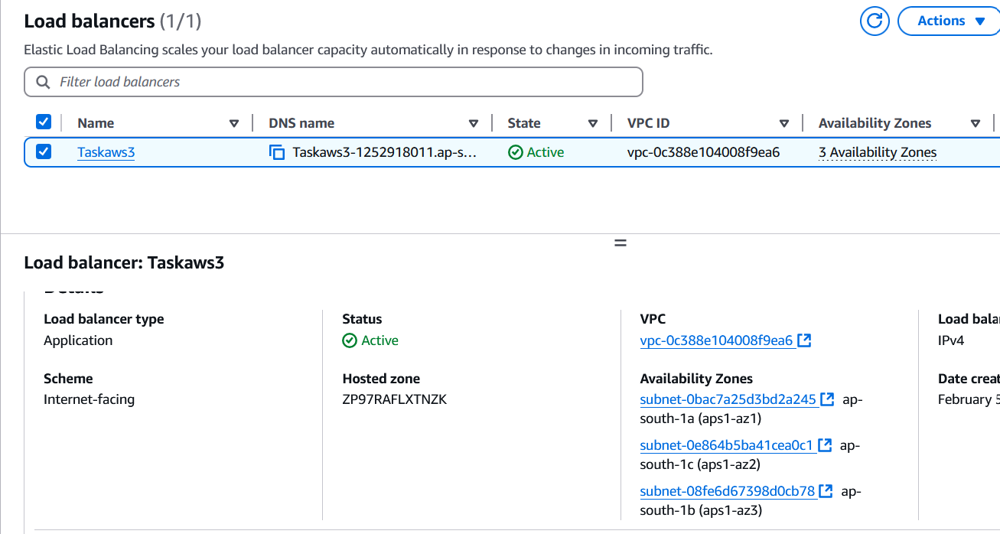 Load balancers (1/1)
Actions
Elastic Load Balancing scales your load balancer capacity automatically in response to changes in incoming traffic.
Filter load balancers
Name DNS name State VPC ID Availability Zones
Taskaws3 Taskaws3-1252918011.ap-s... Active vpc-0c388e104008f9ea6 3 Availability Zones
Load balancer: Taskaws3
Details
Load balancer type Status VPC Load bala
Application Active vpc-0c388e104008f9ea6 IPv4
Scheme Hosted zone Availability Zones Date creat
Internet-facing ZP97RAFLXTNZK subnet-0bac7a25d3bd2a245 ap- February 5
south-1a (aps1-az1)
subnet-0e864b5ba41cea0c1 ap-
south-1c (aps1-az2)
subnet-08fe6d67398d0cb78 ap-
south-1b (aps1-az3)